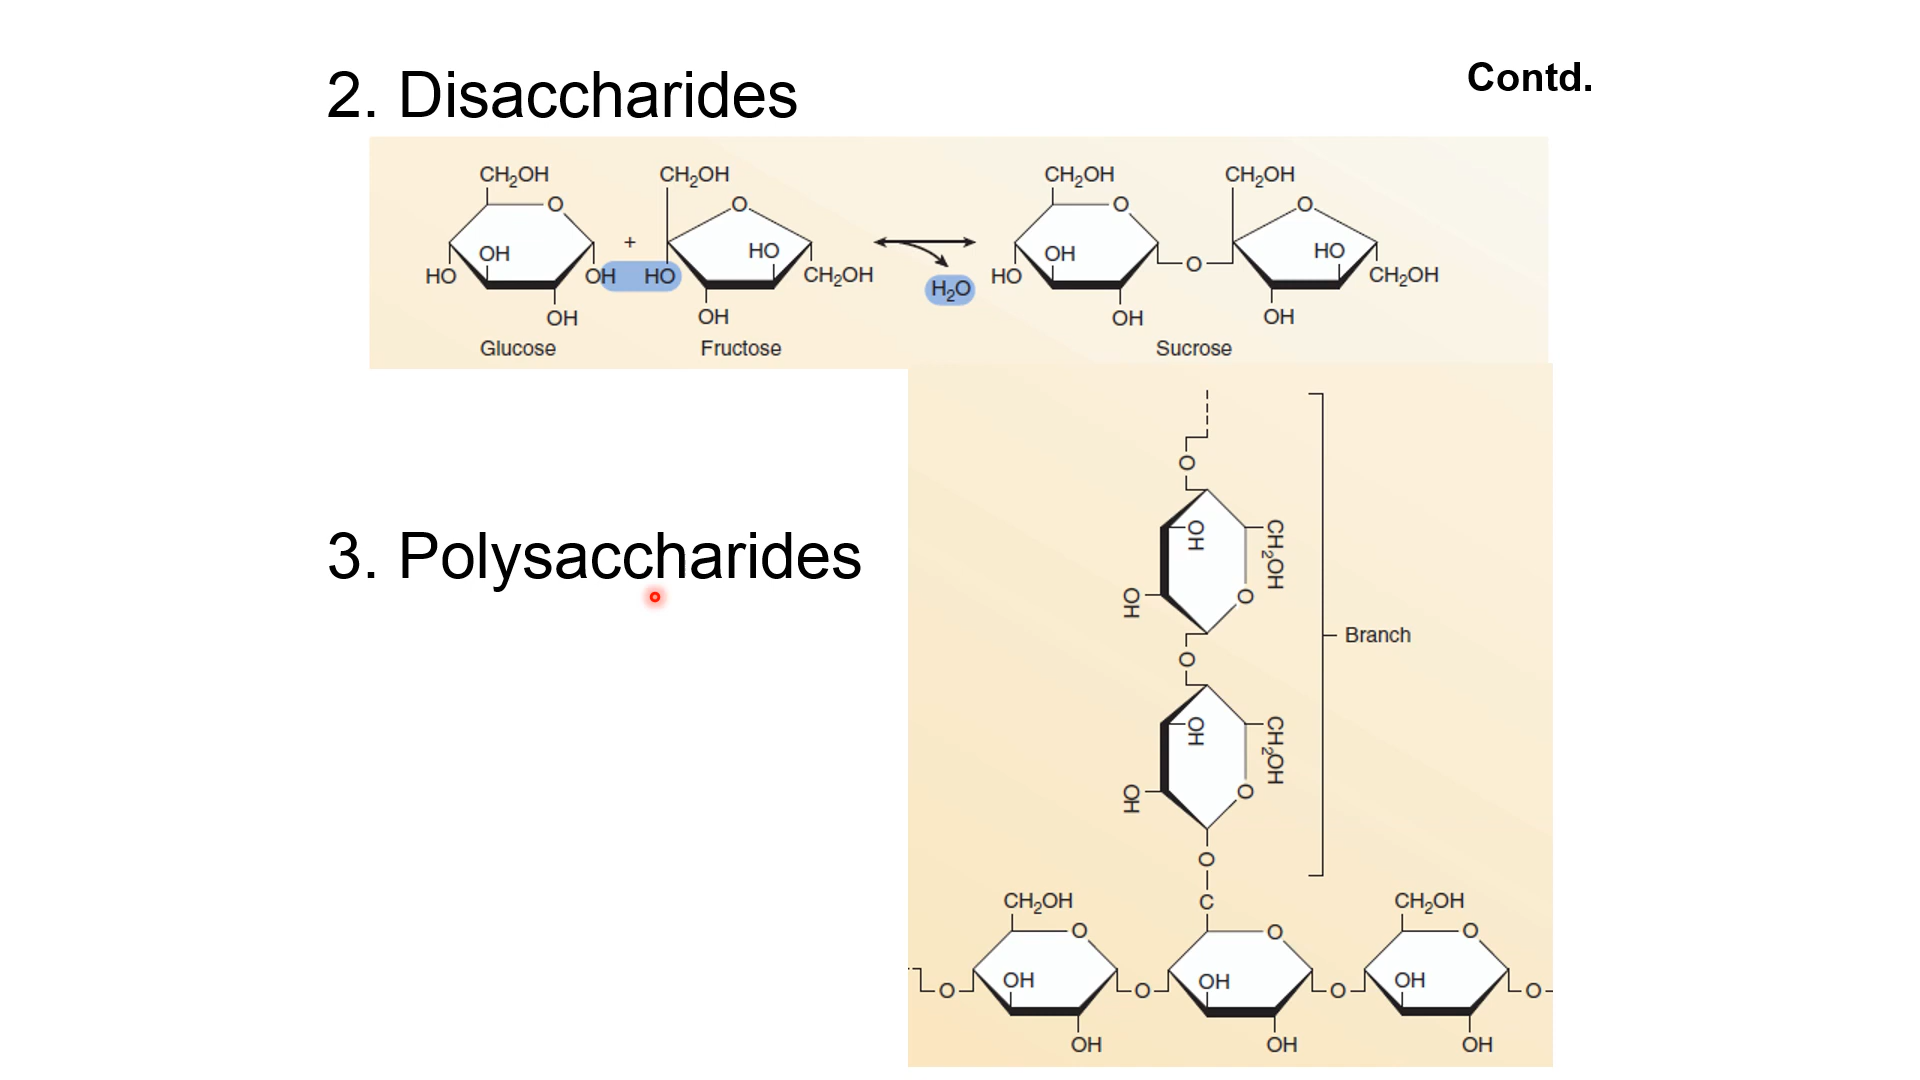 2. Disaccharides
Contd.
CH₂OH CH₂OH CH₂OH CH₂OH
O O O O
OH + HO OH HO
HO OH HO CH₂OH H₂O HO O CH₂OH
OH OH OH OH
Glucose Fructose Sucrose
3. Polysaccharides
O
OH CH₂OH
HO O
Branch
O
OH CH₂OH
HO O
O
C
CH₂OH CH₂OH
O O O
OH OH OH
O O O O
OH OH OH